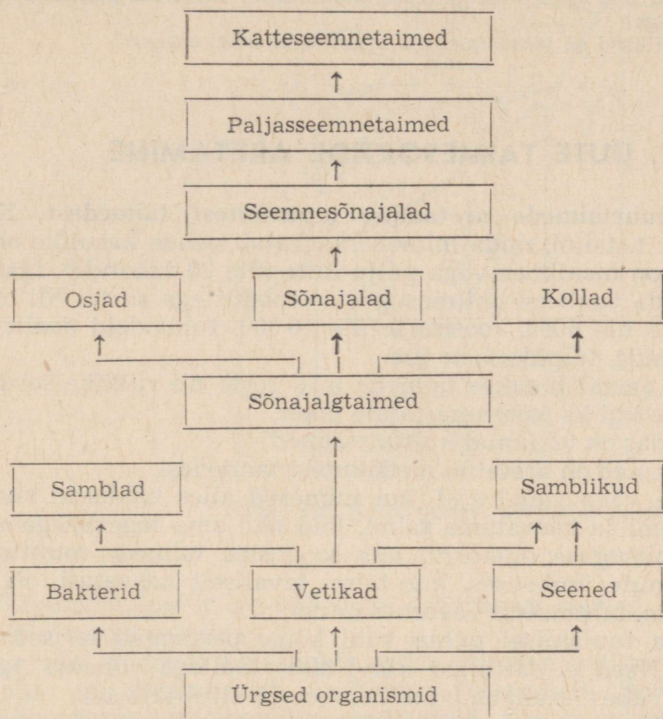 Katteseemnetaimed
Paljasseemnetaimed
Seemnesõnajalad
Osjad
Sõnajalad
Kollad
Sõnajalgtaimed
Samblad
Samblikud
Bakterid
Vetikad
Seened
Ürgsed organismid